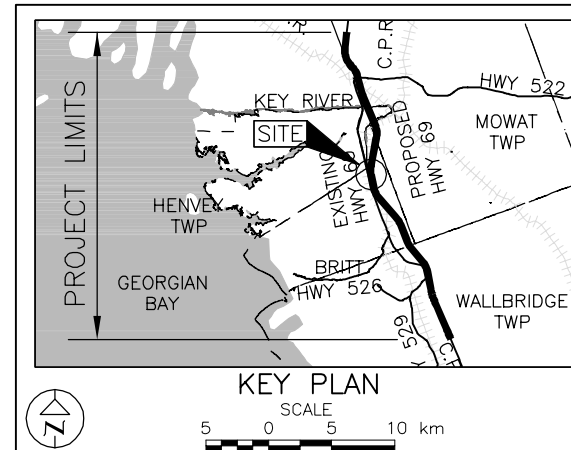 C.P.R.
HWY 522
KEY RIVER
MOWAT
TWP
SITE
PROPOSED
HWY 69
EXISTING
HWY 69
PROJECT LIMITS
HENVEY
TWP
BRITT
HWY 526
GEORGIAN
BAY
WALLBRIDGE
TWP
529
KEY PLAN
SCALE
5 0 5 10 km
N